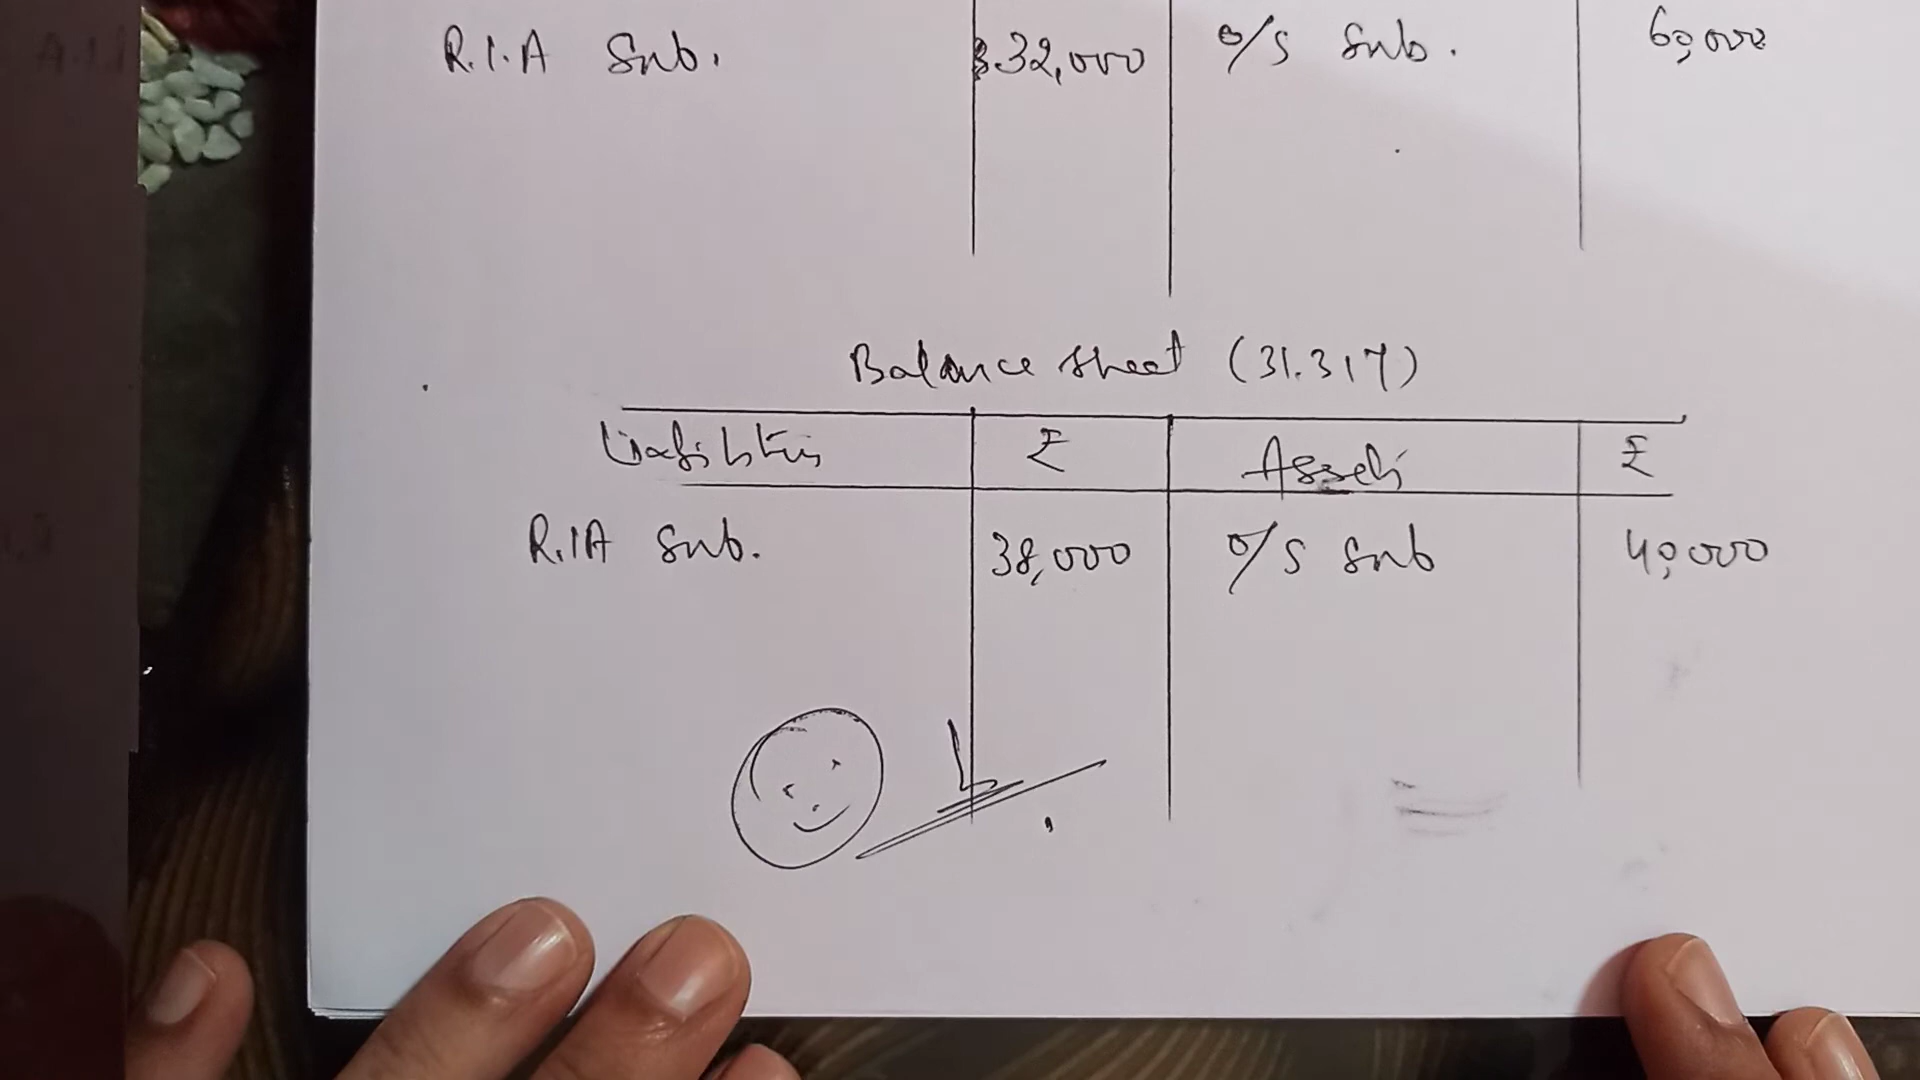 R.I.A Sub. 32,000 o/s Sub. 60,000
Balance sheet (31.3.17)
Liabilities ₹ Assets ₹
R.IA Sub. 38,000 o/s Sub 40,000